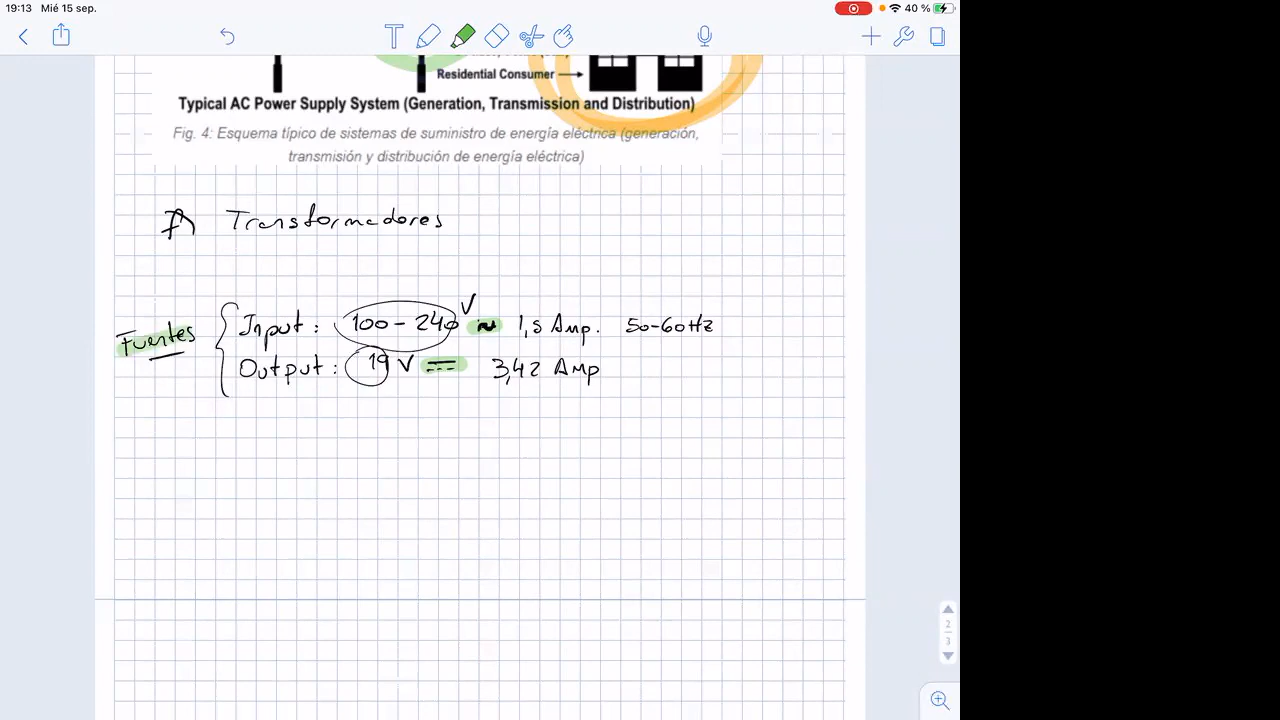 19:13 Mié 15 sep.
40 %
Residential Consumer
Typical AC Power Supply System (Generation, Transmission and Distribution)
Fig. 4: Esquema típico de sistemas de suministro de energía eléctrica (generación,
transmisión y distribución de energía eléctrica)
Transformadores
Fuentes
Input: 100-240 V ~ 1,5 Amp. 50-60Hz
Output: 19 V ⎓ 3,42 Amp
2
3